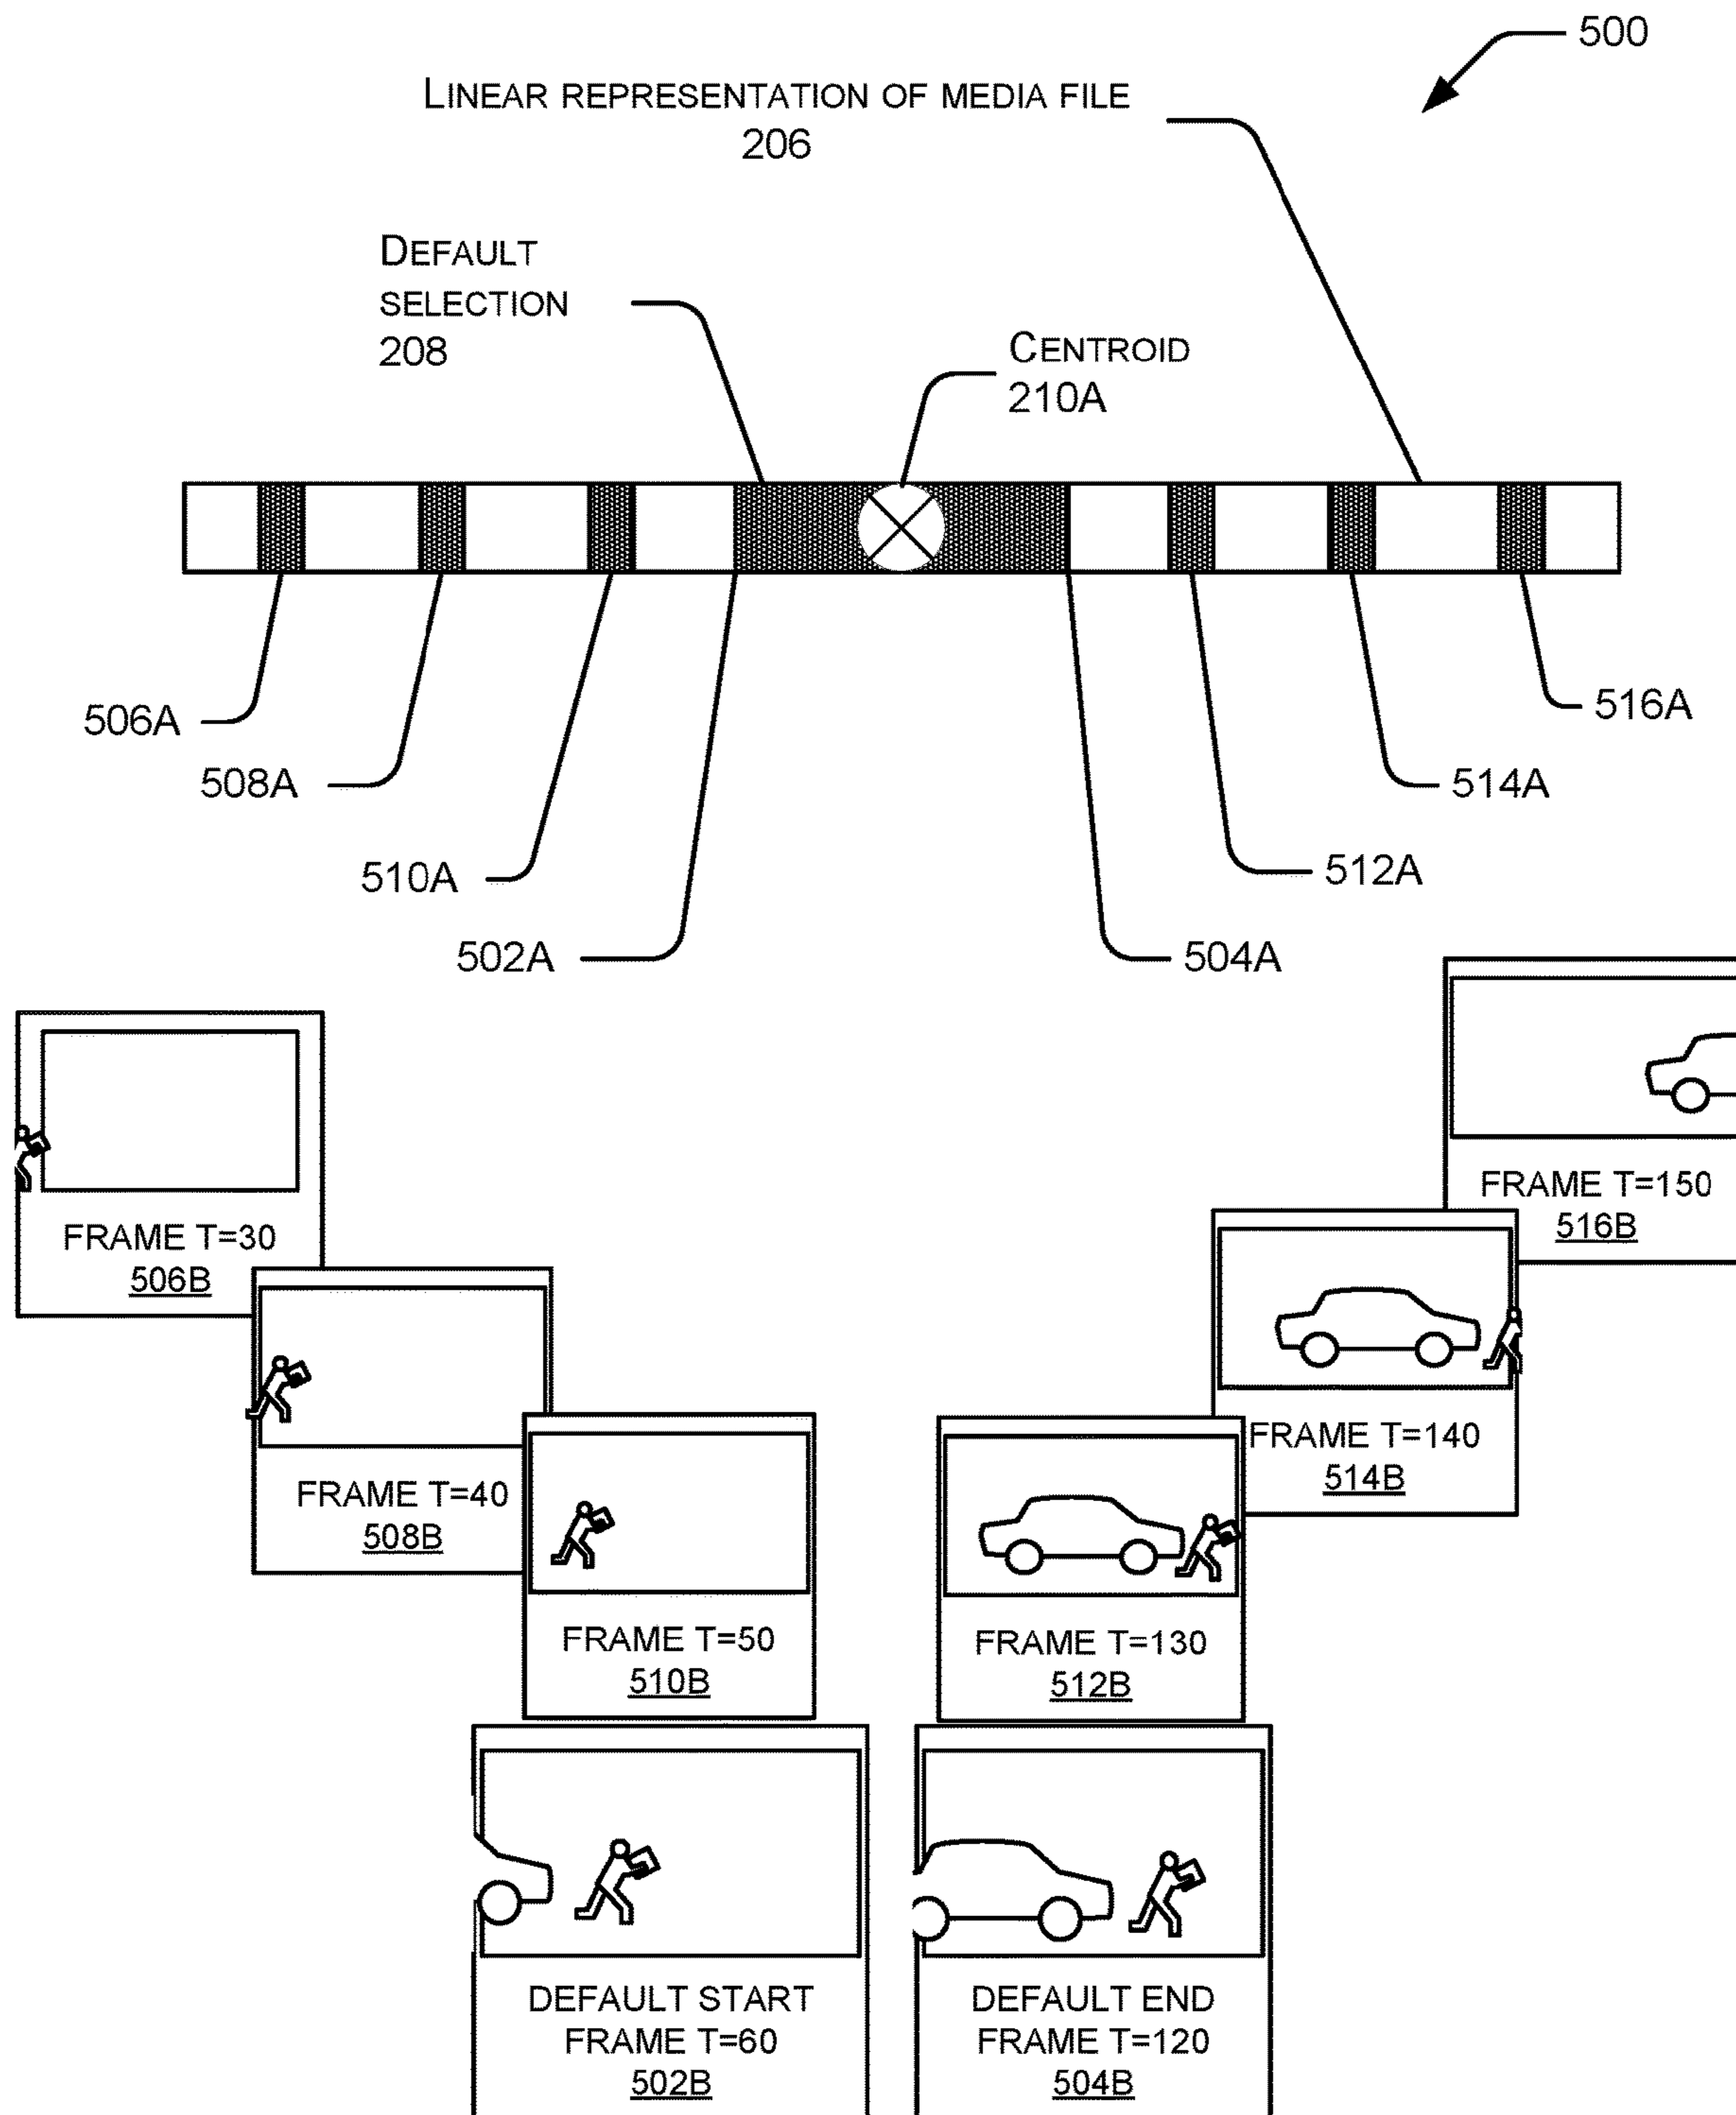 500
LINEAR REPRESENTATION OF MEDIA FILE
206
DEFAULT
SELECTION
208
CENTROID
210A
506A
516A
508A
514A
510A
512A
502A
504A
FRAME T=30
506B
FRAME T=150
516B
FRAME T=40
508B
FRAME T=140
514B
FRAME T=50
510B
FRAME T=130
512B
DEFAULT START
FRAME T=60
502B
DEFAULT END
FRAME T=120
504B